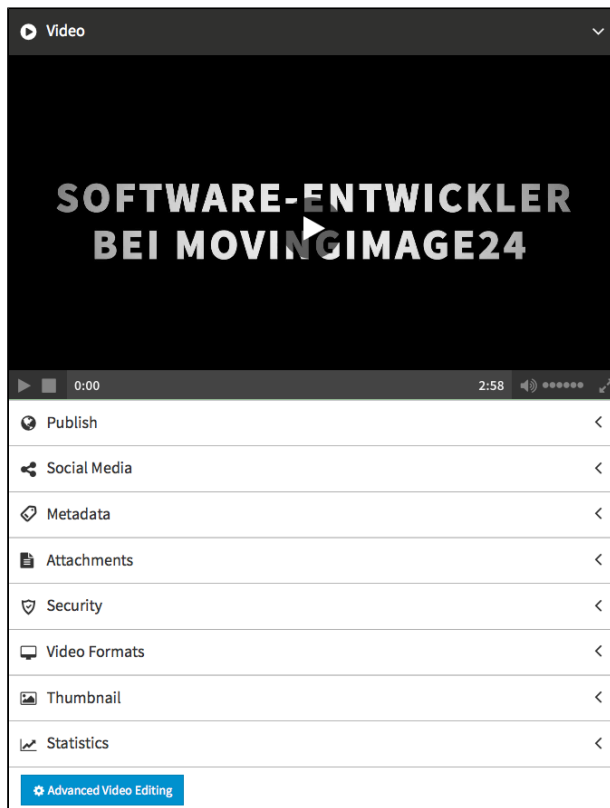 Video
SOFTWARE-ENTWICKLER
BEI MOVINGIMAGE24
0:00 2:58
Publish
Social Media
Metadata
Attachments
Security
Video Formats
Thumbnail
Statistics
Advanced Video Editing